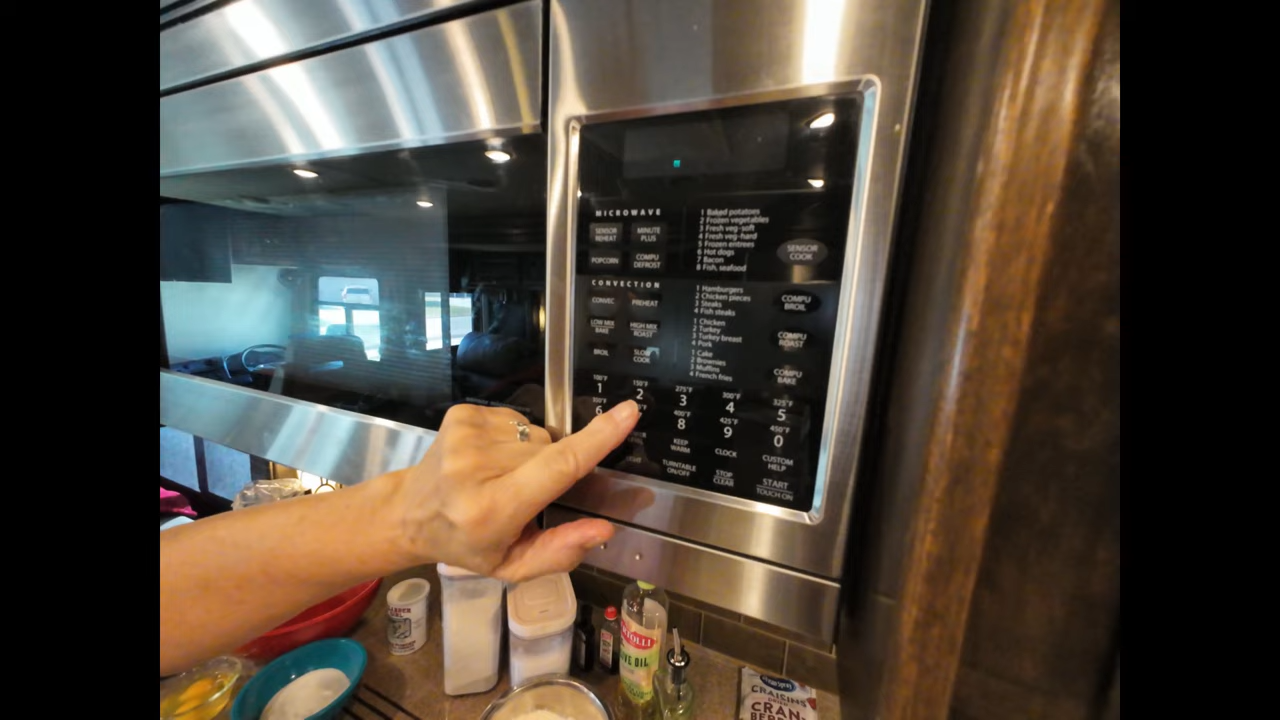 MICROWAVE
SENSOR
REHEAT
MINUTE
PLUS
POPCORN
COMPU
DEFROST
1 Baked potatoes
2 Frozen vegetables
3 Fresh veg-soft
4 Fresh veg-hard
5 Frozen entrees
6 Hot dogs
7 Bacon
8 Fish, seafood
SENSOR
COOK
CONVECTION
CONVEC
PREHEAT
LOW MIX
BAKE
HIGH MIX
ROAST
BROIL
SLOW
COOK
1 Hamburgers
2 Chicken pieces
3 Steaks
4 Fish steaks
COMPU
BROIL
1 Chicken
2 Turkey
3 Turkey breast
4 Pork
COMPU
ROAST
1 Cake
2 Brownies
3 Muffins
4 French fries
COMPU
BAKE
100°F 150°F 275°F 300°F 325°F
1 2 3 4 5
400°F 425°F 450°F
6 8 9 0
KEEP
WARM
CLOCK
CUSTOM
HELP
TURNTABLE
ON/OFF
STOP
CLEAR
START
TOUCH ON
OLIVE OIL
CRAISINS
CRAN